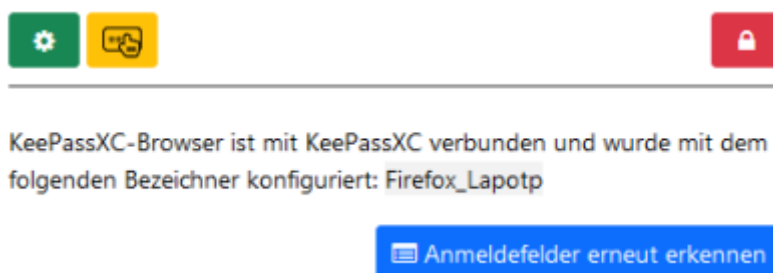 KeePassXC-Browser ist mit KeePassXC verbunden und wurde mit dem
folgenden Bezeichner konfiguriert: Firefox_Lapotp
Anmeldefelder erneut erkennen